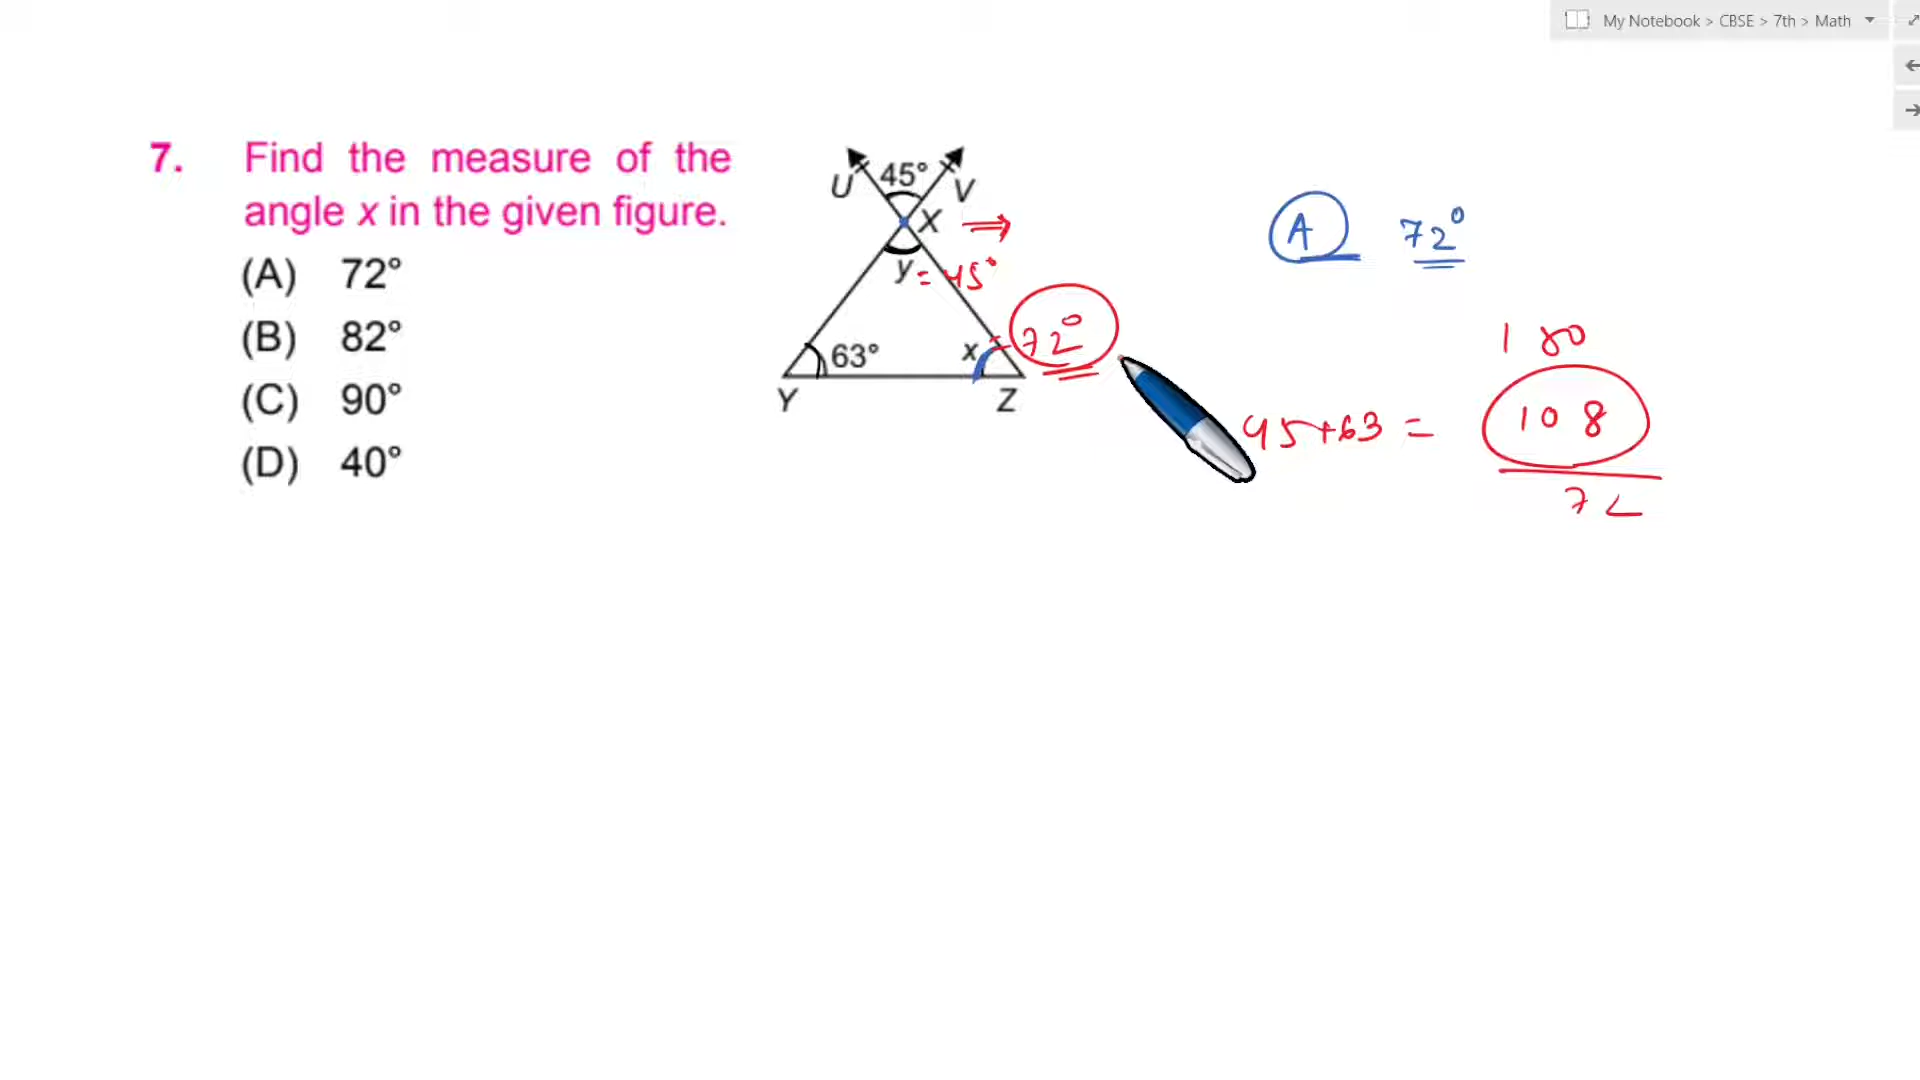 My Notebook > CBSE > 7th > Math
7. Find the measure of the
angle x in the given figure.
(A) 72°
(B) 82°
(C) 90°
(D) 40°
U 45° V
X
y = 45°
63° x = 72°
Y Z
A 72°
180
45+63 = 108
72